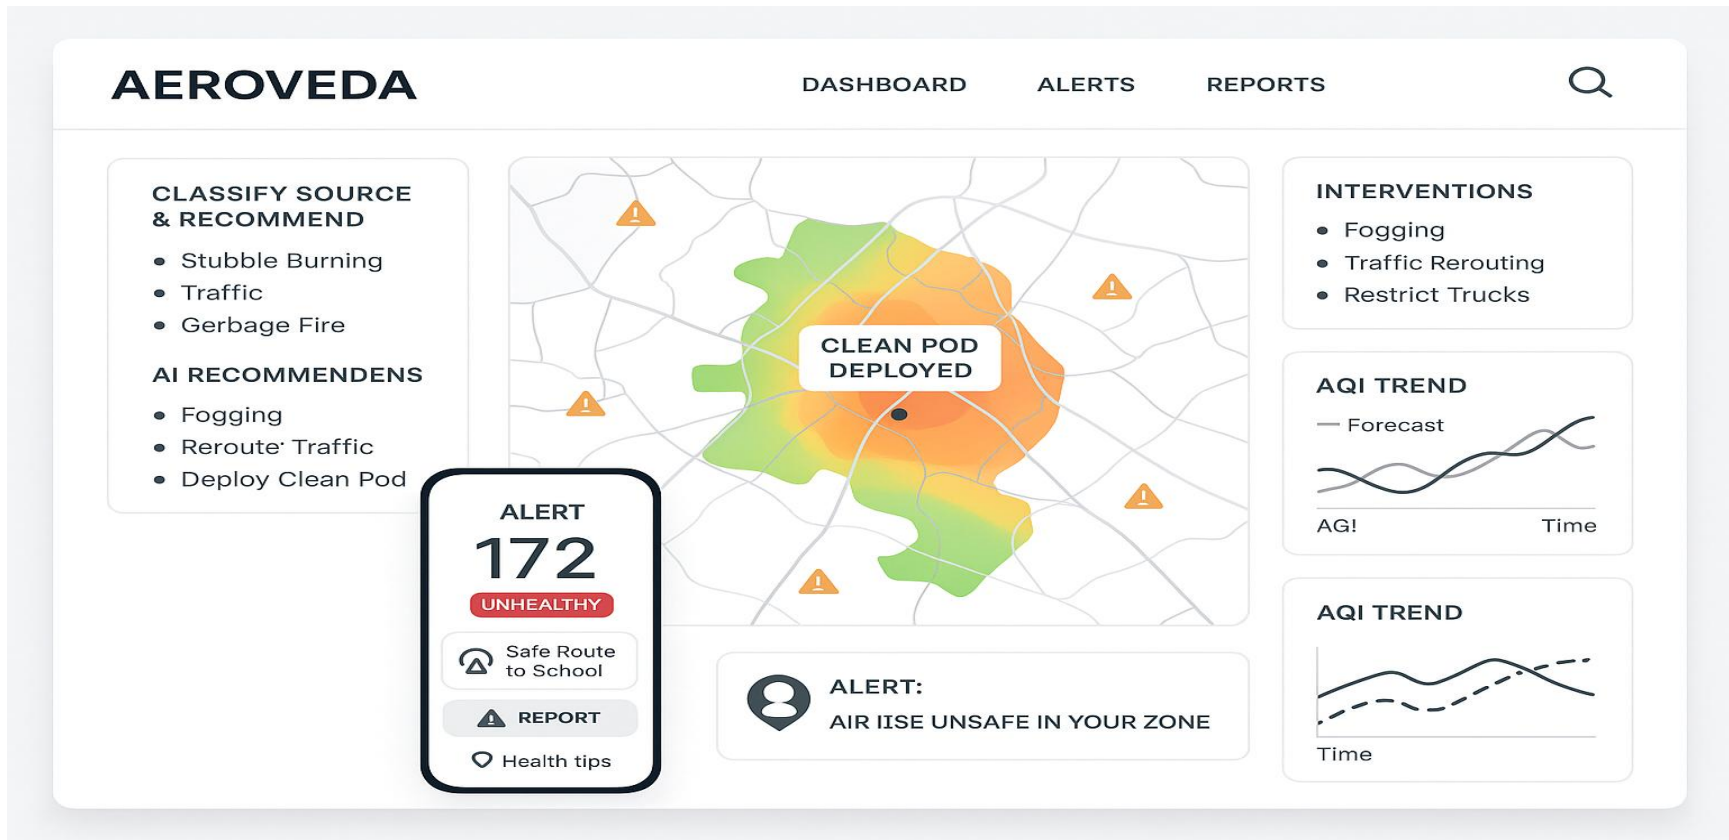 AEROVEDA
DASHBOARD
ALERTS
REPORTS
CLASSIFY SOURCE
& RECOMMEND
• Stubble Burning
• Traffic
• Gerbage Fire
AI RECOMMENDENS
• Fogging
• Reroute· Traffic
• Deploy Clean Pod
CLEAN POD
DEPLOYED
ALERT
172
UNHEALTHY
Safe Route
to School
REPORT
Health tips
ALERT:
AIR IISE UNSAFE IN YOUR ZONE
INTERVENTIONS
• Fogging
• Traffic Rerouting
• Restrict Trucks
AQI TREND
Forecast
AG!
Time
AQI TREND
Time